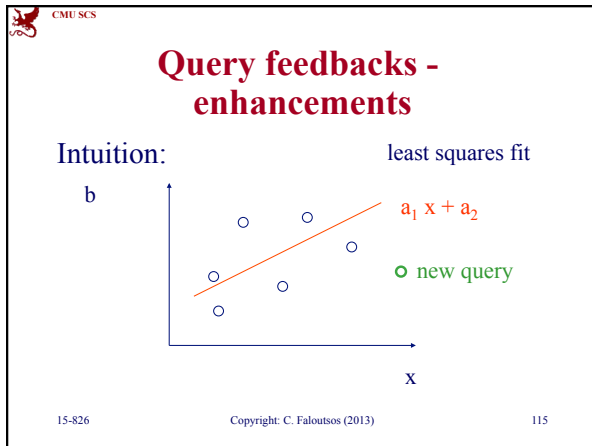 CMU SCS
Query feedbacks -
enhancements
Intuition:
least squares fit
b
a₁ x + a₂
new query
x
15-826
Copyright: C. Faloutsos (2013)
115